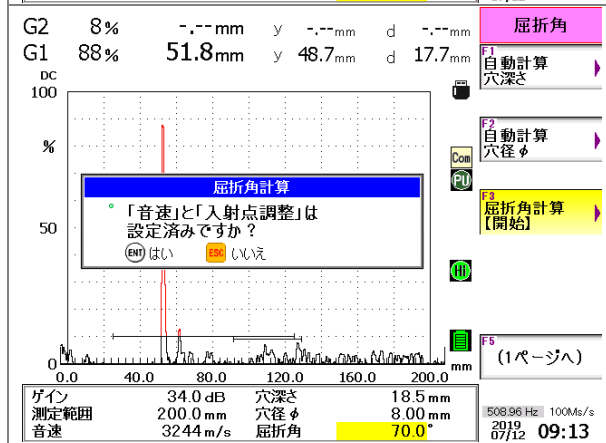 G2 8% -.--mm y -.--mm d -.--mm
G1 88% 51.8mm y 48.7mm d 17.7mm
屈折角
F1
自動計算
穴深さ
F2
自動計算
穴径φ
F3
屈折角計算
【開始】
F5
(1ページへ)
DC
100
%
50
0
Com
PU
Hi
屈折角計算
「音速」と「入射点調整」は
設定済みですか?
ENT はい ESC いいえ
0.0 40.0 80.0 120.0 160.0 200.0 mm
ゲイン 34.0 dB 穴深さ 18.5 mm
測定範囲 200.0 mm 穴径φ 8.00 mm
音速 3244 m/s 屈折角 70.0°
508.96 Hz 100Ms/s
2019
07/12 09:13